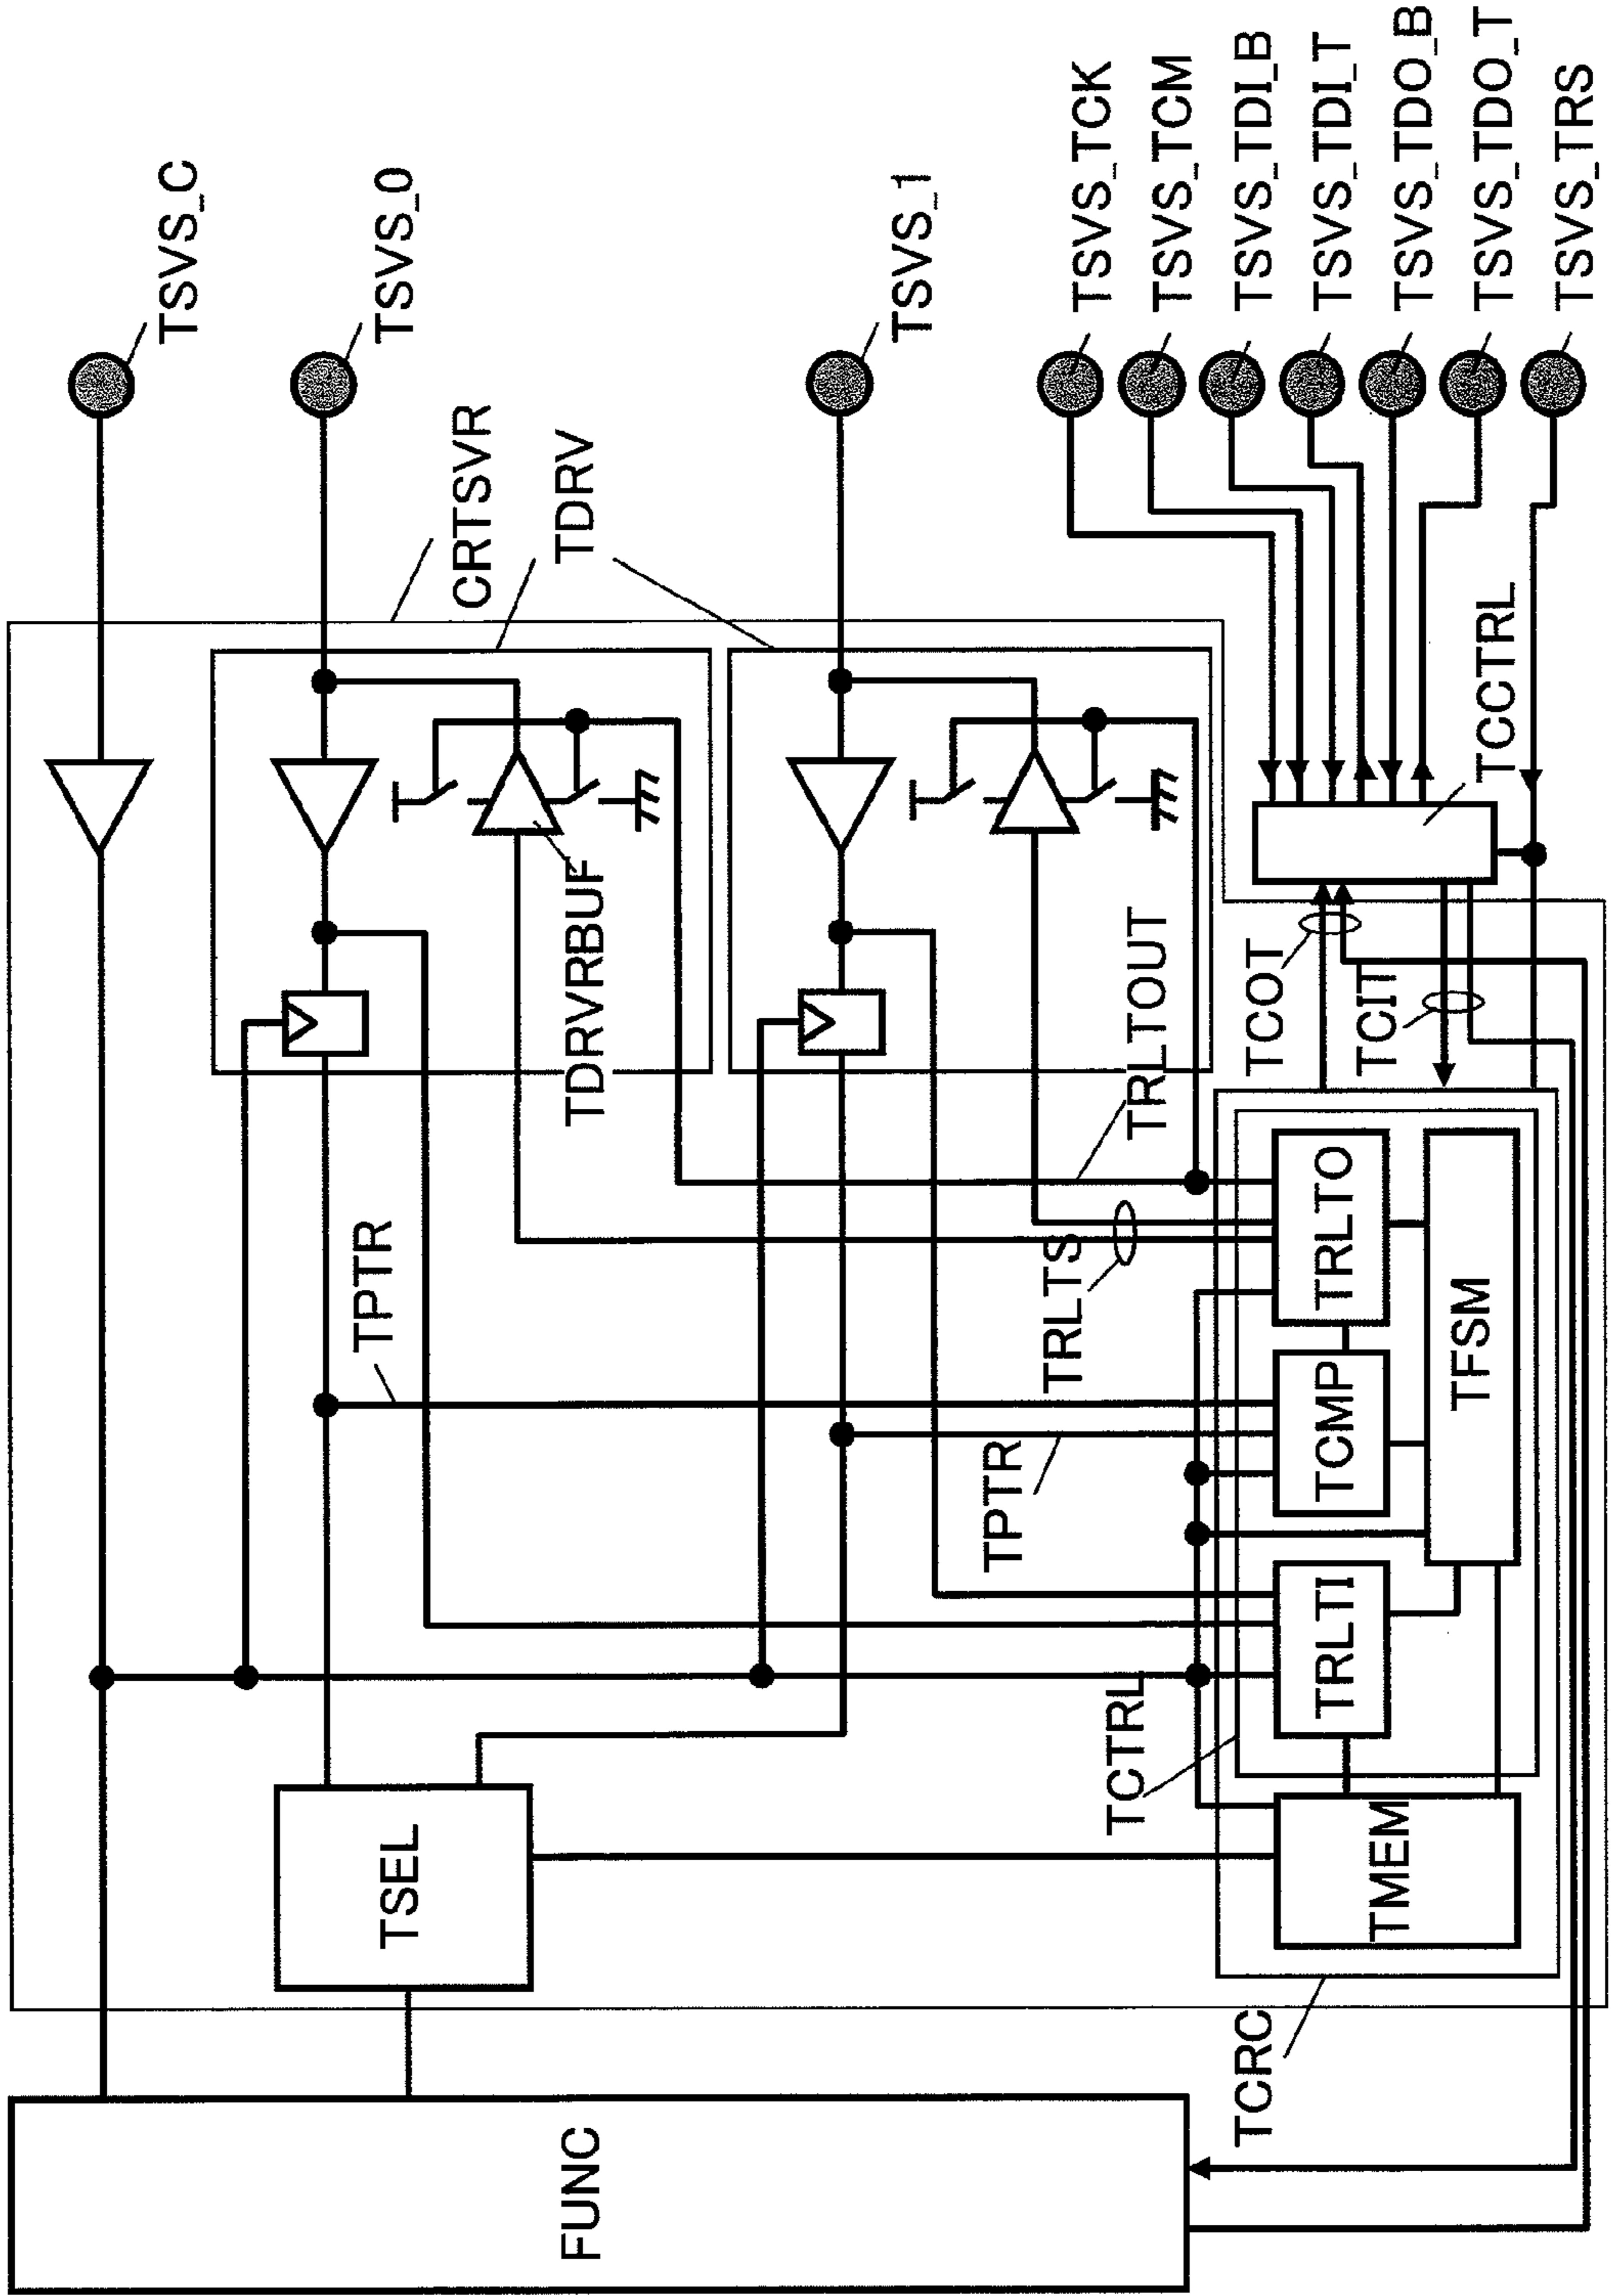 TSVS_C
TSVS_0
TSVS_1
TSVS_TCK
TSVS_TCM
TSVS_TDI_B
TSVS_TDI_T
TSVS_TDO_B
TSVS_TDO_T
TSVS_TRS
CRTSVR
TDRV
TCCTRL
TDRVRBUF
TRLTOUT
TCOT
TCIT
TPTR
TRLTS
TPTR
TRLTO
TCMP
TFSM
TRLTI
TCTRL
TSEL
TMEM
TCRC
FUNC